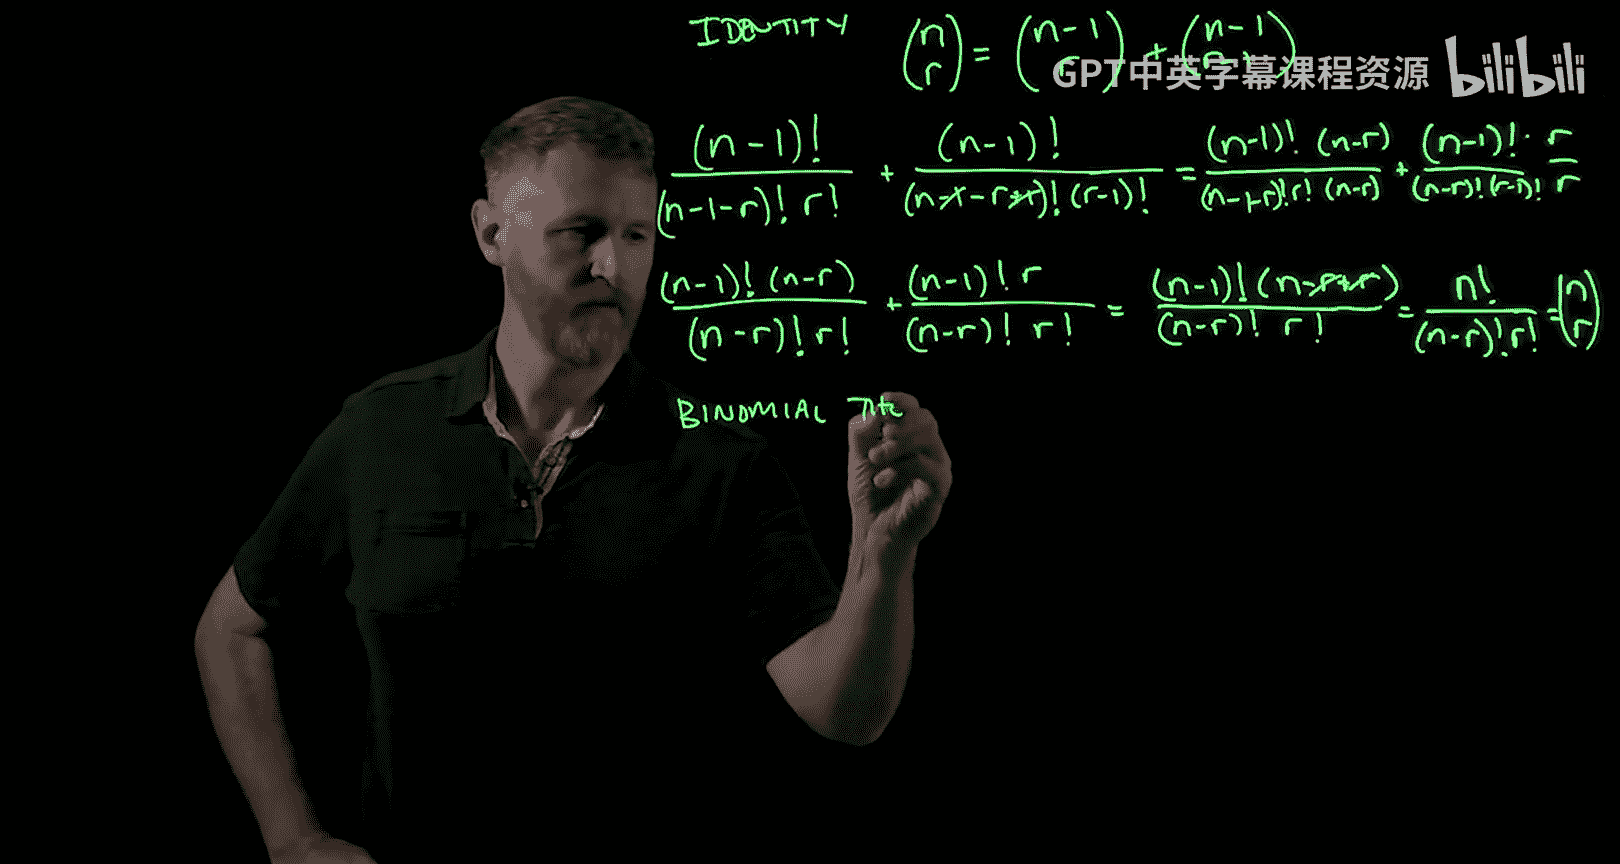 IDENTITY (n r) = (n-1 r) + (n-1 r-1)
GPT中英字幕课程资源 bilibili
(n-1)! / (n-1-r)! r! + (n-1)! / (n-1-r+1)! (r-1)! = (n-1)! (n-r) / (n-1-r)! r! (n-r) + (n-1)! · r / (n-r)! (r-1)! r
(n-1)! (n-r) / (n-r)! r! + (n-1)! r / (n-r)! r! = (n-1)! (n-r+r) / (n-r)! r! = n! / (n-r)! r! = (n r)
BINOMIAL